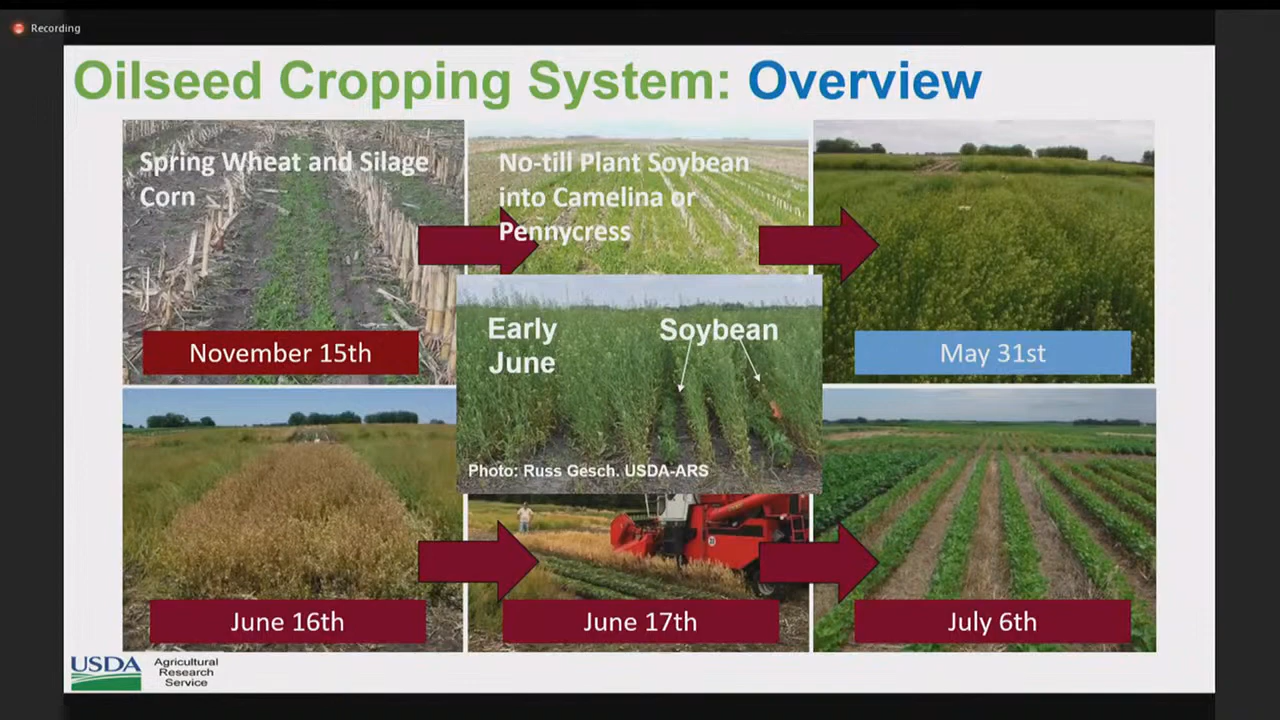 Recording
Oilseed Cropping System: Overview
Spring Wheat and Silage
Corn
No-till Plant Soybean
into Camelina or
Pennycress
November 15th
Early
June
Soybean
Photo: Russ Gesch. USDA-ARS
May 31st
June 16th
June 17th
July 6th
USDA
Agricultural
Research
Service